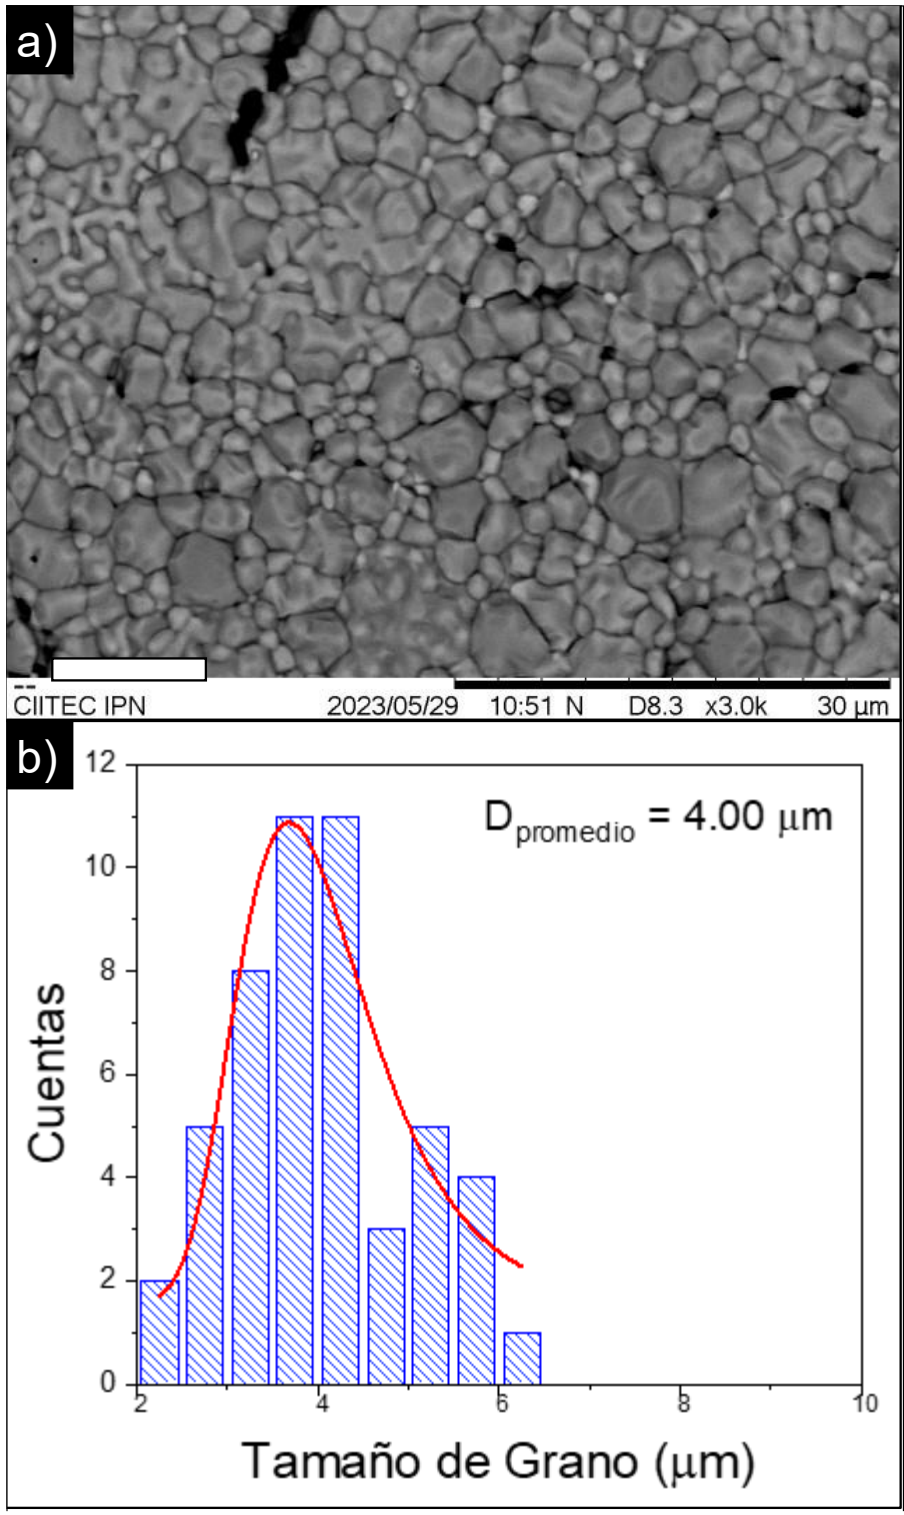 a)
--
CIITEC IPN 2023/05/29 10:51 N D8.3 x3.0k 30 µm
b)
D promedio = 4.00 µm
12
10
8
6
4
2
0
Cuentas
2 4 6 8 10
Tamaño de Grano (µm)